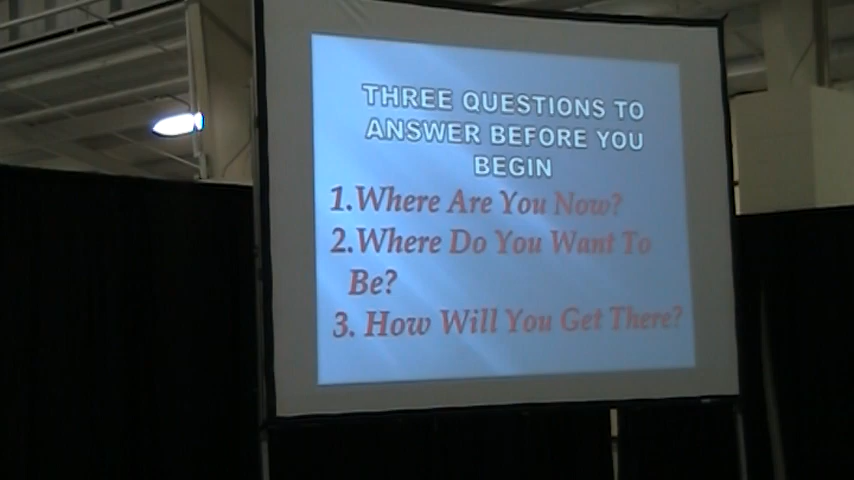 THREE QUESTIONS TO
ANSWER BEFORE YOU
BEGIN
1.Where Are You Now?
2.Where Do You Want To
Be?
3. How Will You Get There?